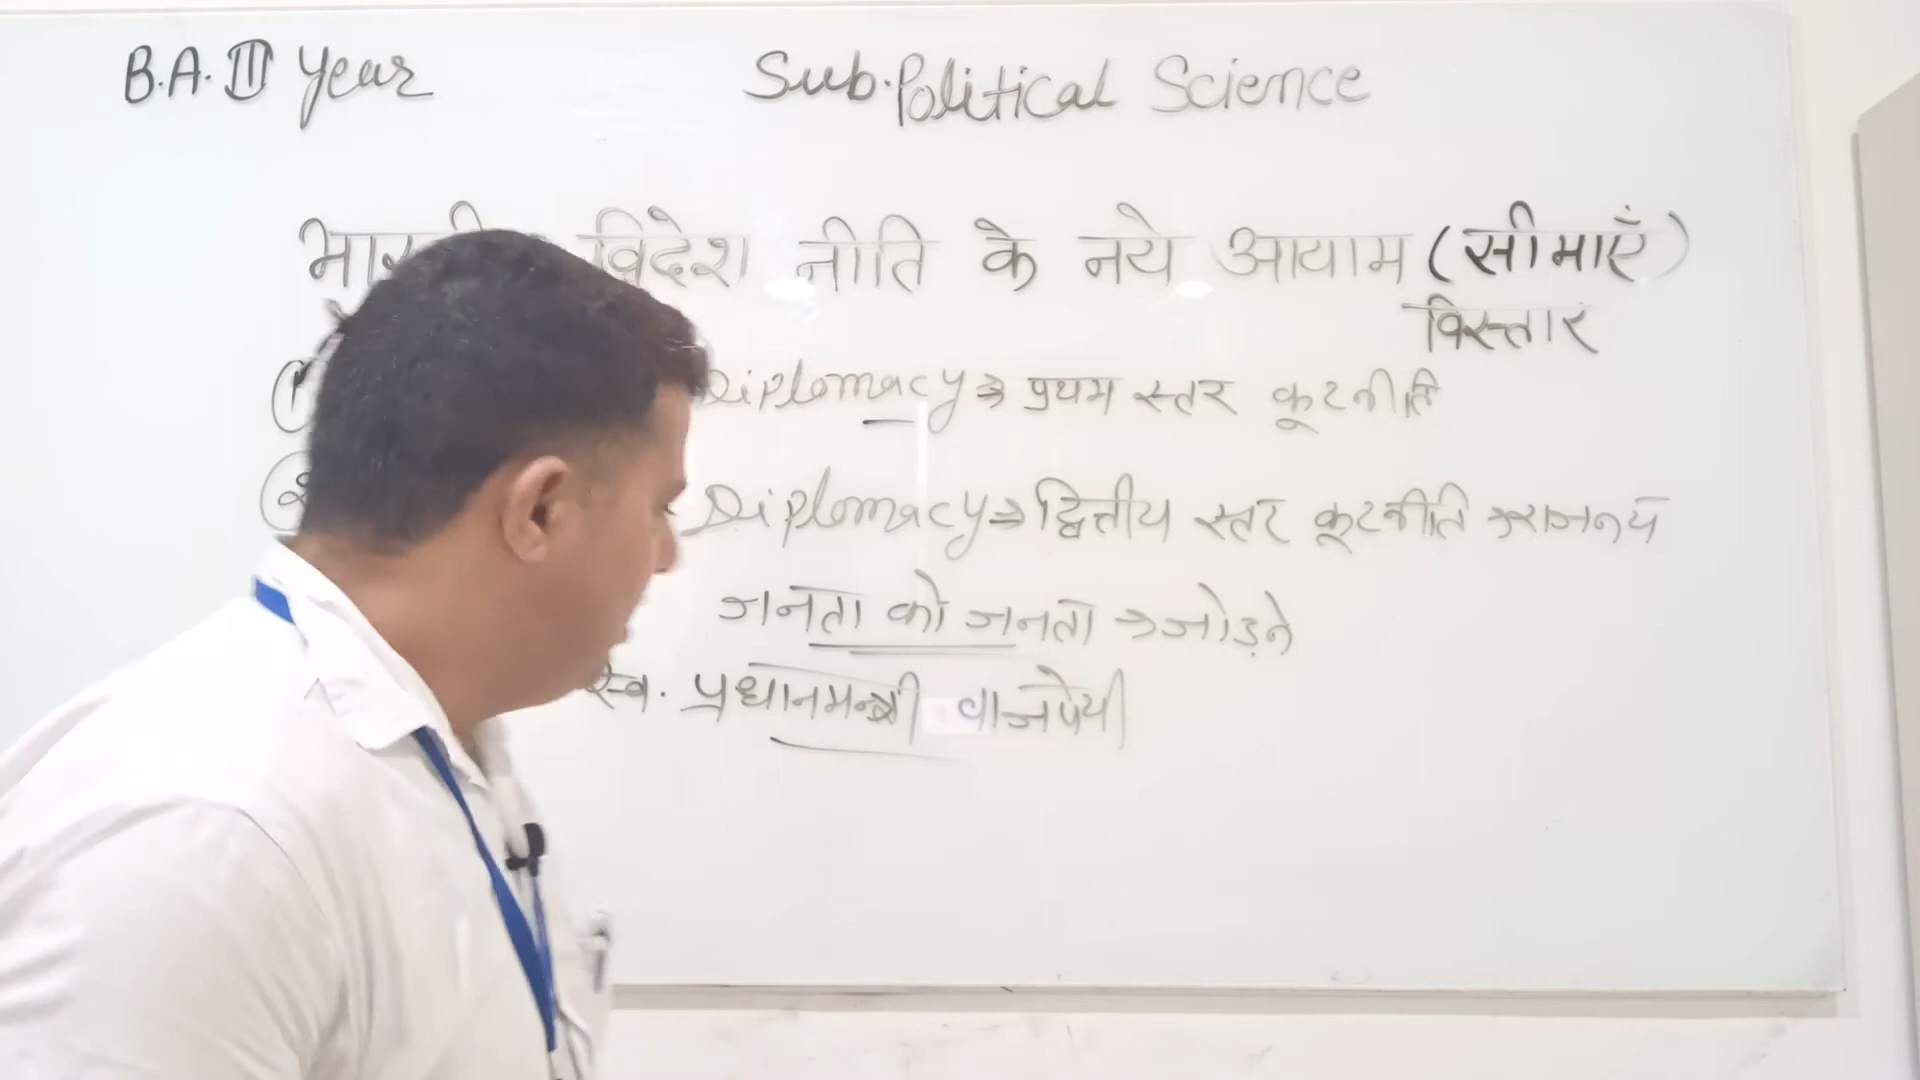 B.A. III Year Sub. Political Science
विदेश नीति के नये आयाम (सीमाएँ)
विस्तार
Diplomacy → प्रथम स्तर कूटनीति
Diplomacy → द्वितीय स्तर कूटनीति → राजनय
जनता को जनता → जोड़ने
स्व. प्रधानमन्त्री वाजपेयी